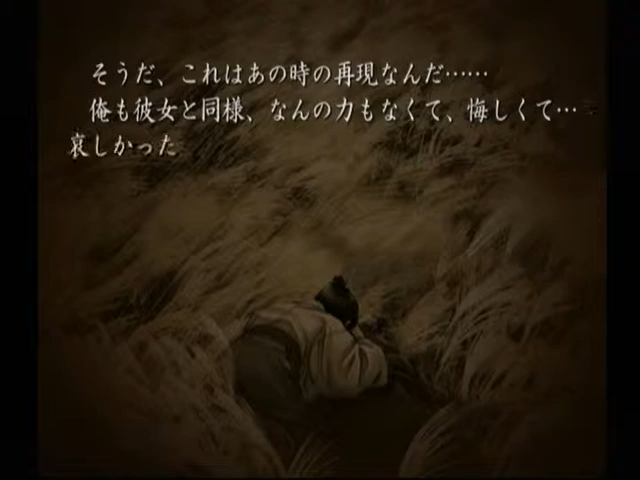 そうだ、これはあの時の再現なんだ……
俺も彼女と同様、なんの力もなくて、悔しくて…
哀しかった